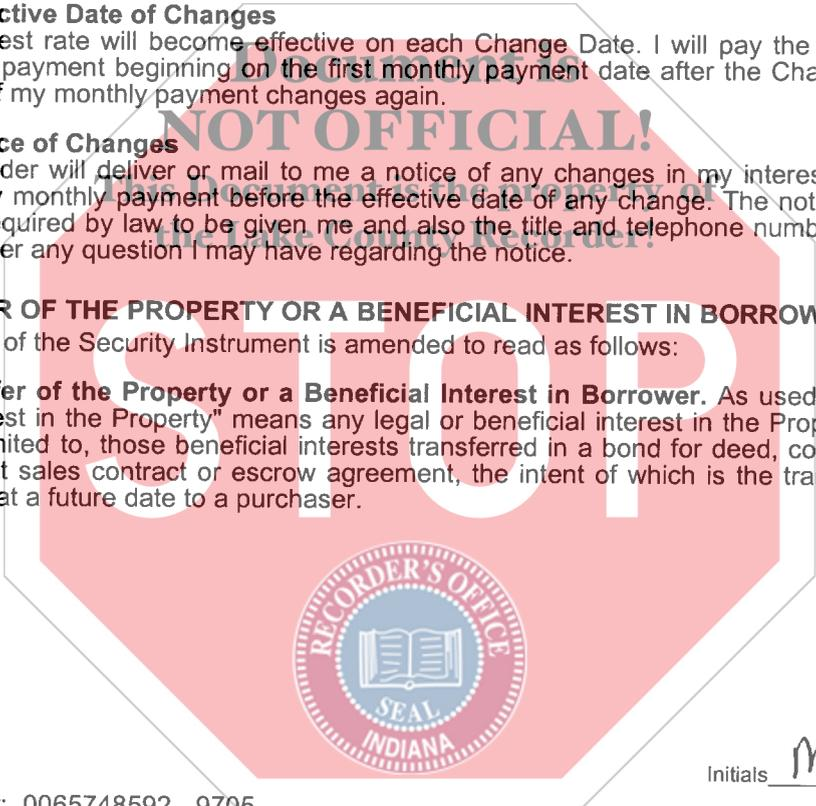 ctive Date of Changes
est rate will become effective on each Change Date. I will pay the
payment beginning on the first monthly payment date after the Cha
f my monthly payment changes again.
Document is
NOT OFFICIAL!
This Document is the property of
the Lake County Recorder!
ce of Changes
der will deliver or mail to me a notice of any changes in my interes
monthly payment before the effective date of any change. The not
quired by law to be given me and also the title and telephone numb
er any question I may have regarding the notice.
R OF THE PROPERTY OR A BENEFICIAL INTEREST IN BORROW
of the Security Instrument is amended to read as follows:
STOP
fer of the Property or a Beneficial Interest in Borrower. As used
est in the Property" means any legal or beneficial interest in the Prop
nited to, those beneficial interests transferred in a bond for deed, co
t sales contract or escrow agreement, the intent of which is the tra
at a future date to a purchaser.
RECORDER'S OFFICE
SEAL
INDIANA
Initials
0065748592 9705